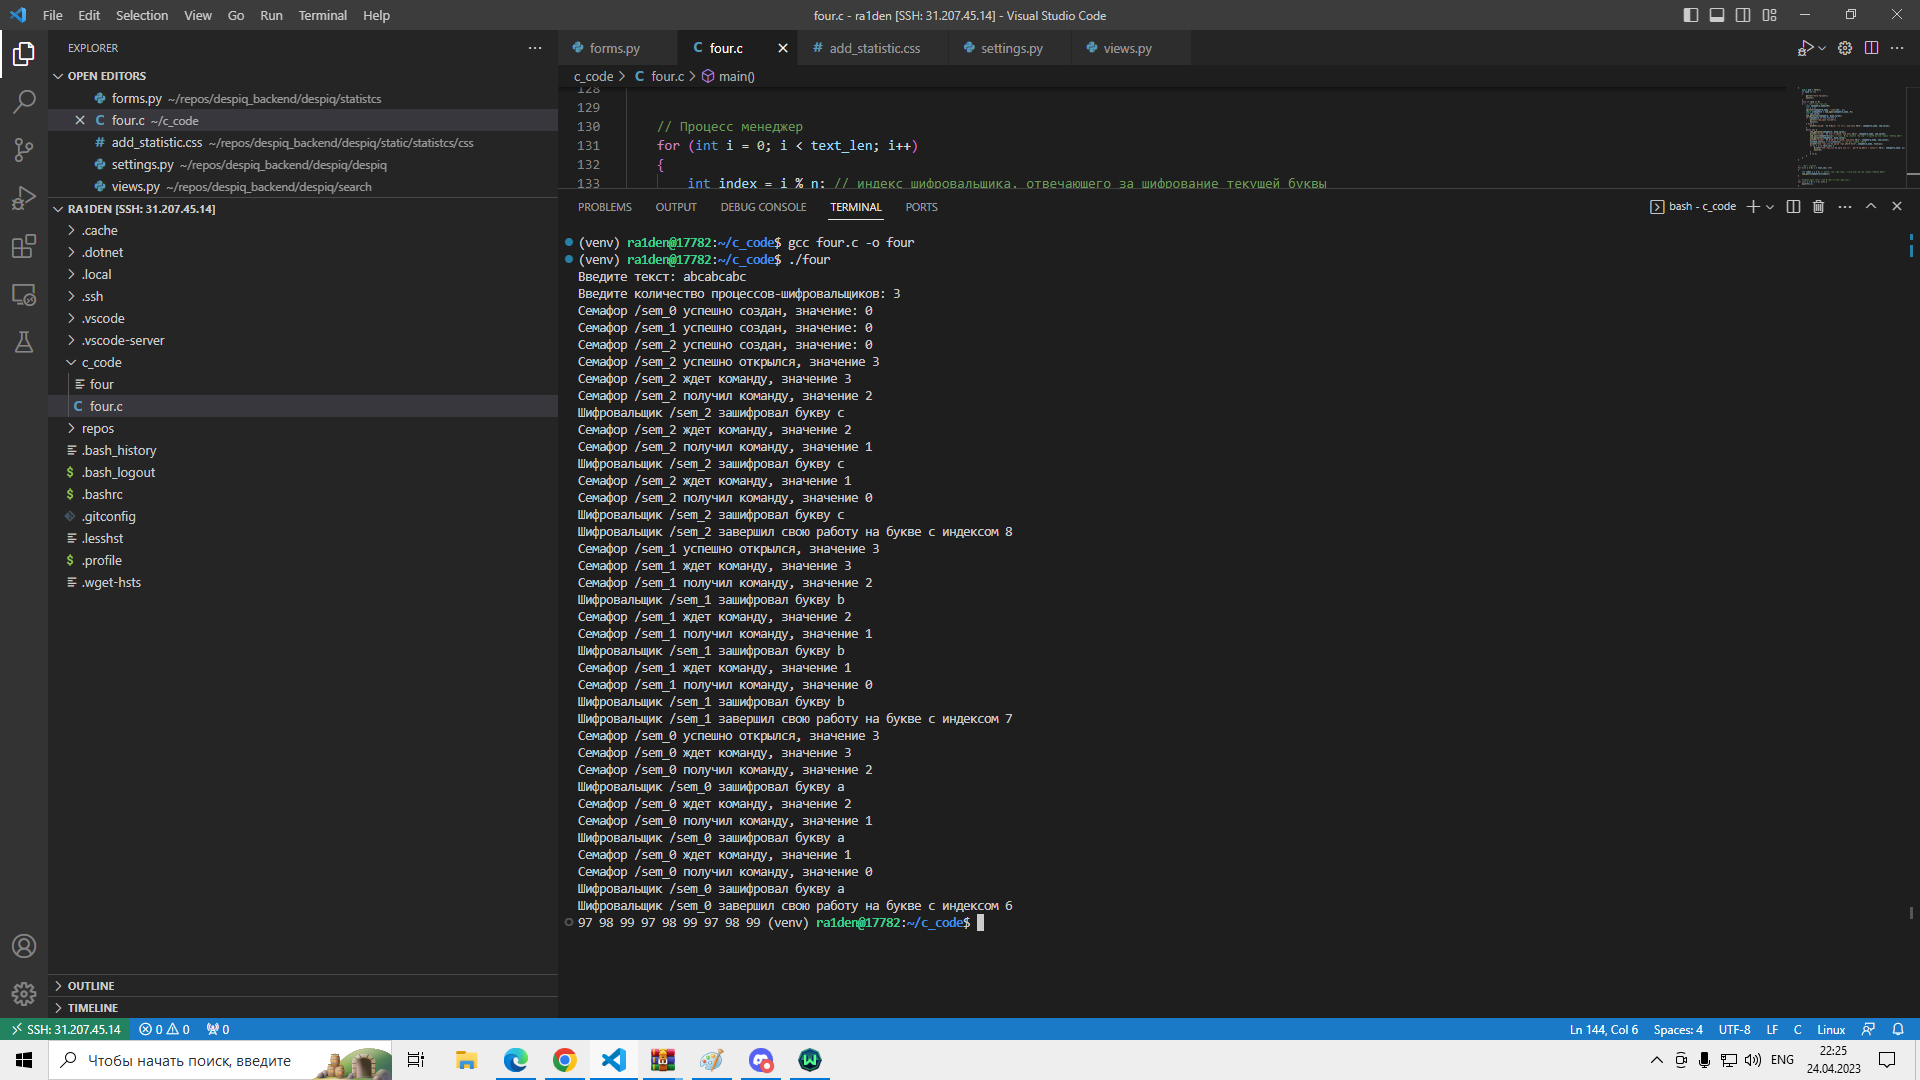 File Edit Selection View Go Run Terminal Help
four.c - ra1den [SSH: 31.207.45.14] - Visual Studio Code
EXPLORER
OPEN EDITORS
forms.py ~/repos/despiq_backend/despiq/statistcs
four.c ~/c_code
add_statistic.css ~/repos/despiq_backend/despiq/static/statistcs/css
settings.py ~/repos/despiq_backend/despiq/despiq
views.py ~/repos/despiq_backend/despiq/search
RA1DEN [SSH: 31.207.45.14]
.cache
.dotnet
.local
.ssh
.vscode
.vscode-server
c_code
four
four.c
repos
.bash_history
.bash_logout
.bashrc
.gitconfig
.lesshst
.profile
.wget-hsts
OUTLINE
TIMELINE
forms.py four.c add_statistic.css settings.py views.py
c_code > four.c > main()
128
129
130 // Процесс менеджер
131 for (int i = 0; i < text_len; i++)
132 {
133 int index = i % n; // индекс шифровальщика, отвечающего за шифрование текущей буквы
PROBLEMS OUTPUT DEBUG CONSOLE TERMINAL PORTS
bash - c_code
(venv) ra1den@17782:~/c_code$ gcc four.c -o four
(venv) ra1den@17782:~/c_code$ ./four
Введите текст: abcabcabc
Введите количество процессов-шифровальщиков: 3
Семафор /sem_0 успешно создан, значение: 0
Семафор /sem_1 успешно создан, значение: 0
Семафор /sem_2 успешно создан, значение: 0
Семафор /sem_2 успешно открылся, значение 3
Семафор /sem_2 ждет команду, значение 3
Семафор /sem_2 получил команду, значение 2
Шифровальщик /sem_2 зашифровал букву c
Семафор /sem_2 ждет команду, значение 2
Семафор /sem_2 получил команду, значение 1
Шифровальщик /sem_2 зашифровал букву c
Семафор /sem_2 ждет команду, значение 1
Семафор /sem_2 получил команду, значение 0
Шифровальщик /sem_2 зашифровал букву c
Шифровальщик /sem_2 завершил свою работу на букве с индексом 8
Семафор /sem_1 успешно открылся, значение 3
Семафор /sem_1 ждет команду, значение 3
Семафор /sem_1 получил команду, значение 2
Шифровальщик /sem_1 зашифровал букву b
Семафор /sem_1 ждет команду, значение 2
Семафор /sem_1 получил команду, значение 1
Шифровальщик /sem_1 зашифровал букву b
Семафор /sem_1 ждет команду, значение 1
Семафор /sem_1 получил команду, значение 0
Шифровальщик /sem_1 зашифровал букву b
Шифровальщик /sem_1 завершил свою работу на букве с индексом 7
Семафор /sem_0 успешно открылся, значение 3
Семафор /sem_0 ждет команду, значение 3
Семафор /sem_0 получил команду, значение 2
Шифровальщик /sem_0 зашифровал букву a
Семафор /sem_0 ждет команду, значение 2
Семафор /sem_0 получил команду, значение 1
Шифровальщик /sem_0 зашифровал букву a
Семафор /sem_0 ждет команду, значение 1
Семафор /sem_0 получил команду, значение 0
Шифровальщик /sem_0 зашифровал букву a
Шифровальщик /sem_0 завершил свою работу на букве с индексом 6
97 98 99 97 98 99 97 98 99 (venv) ra1den@17782:~/c_code$
SSH: 31.207.45.14 0 0 0
Ln 144, Col 6 Spaces: 4 UTF-8 LF C Linux
Чтобы начать поиск, введите
ENG
22:25
24.04.2023